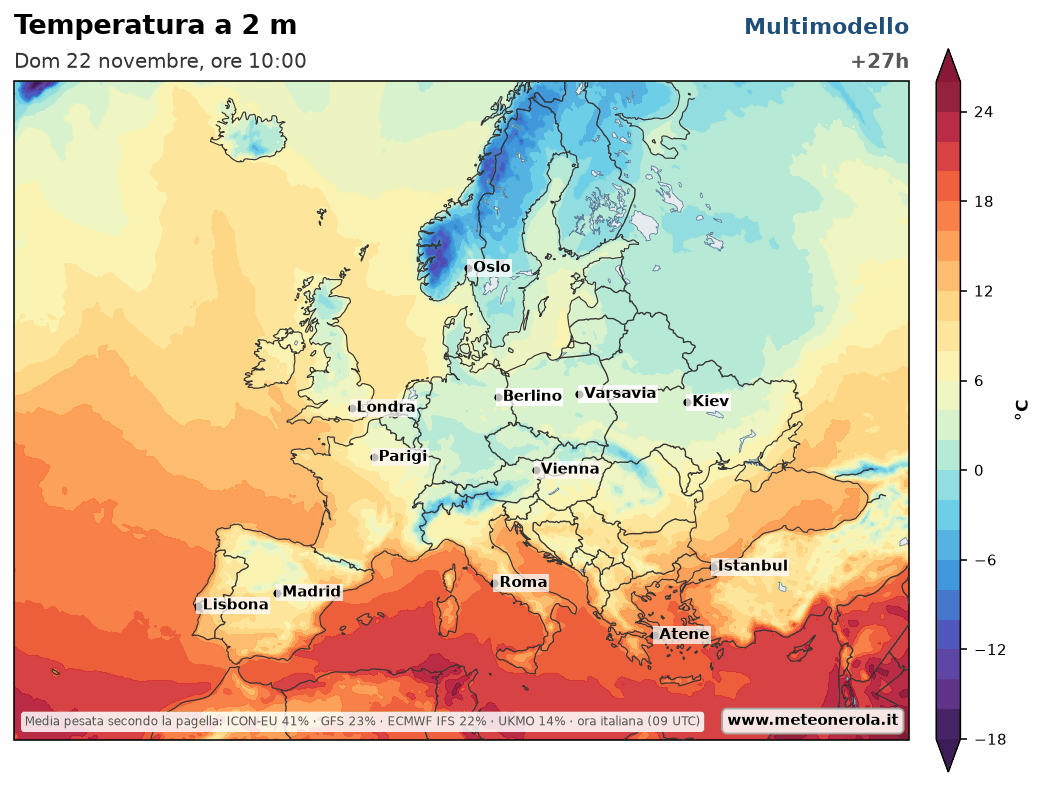 Temperatura a 2 m
Multimodello
Dom 22 novembre, ore 10:00
+27h
24
18
12
6
0
−6
−12
−18
°C
Oslo
Londra
Berlino
Varsavia
Kiev
Parigi
Vienna
Istanbul
Roma
Madrid
Lisbona
Atene
Media pesata secondo la pagella: ICON-EU 41% · GFS 23% · ECMWF IFS 22% · UKMO 14% · ora italiana (09 UTC)
www.meteonerola.it